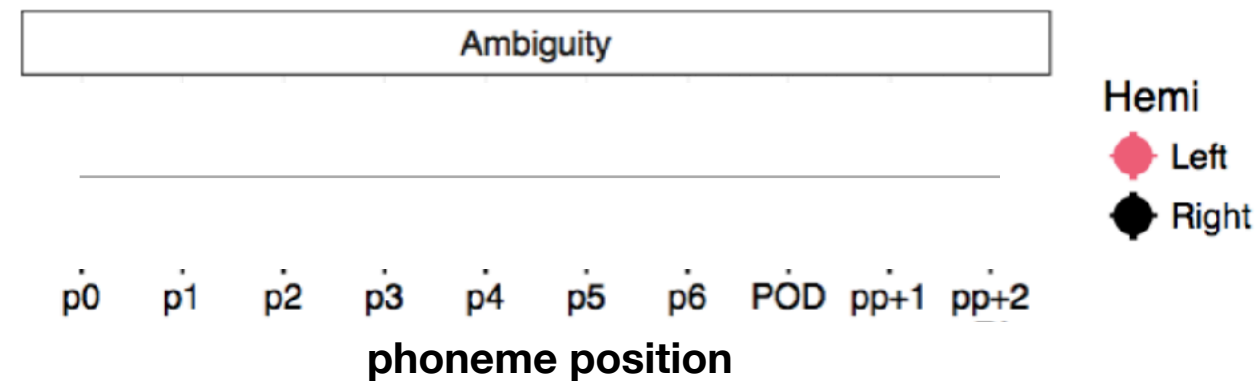 Ambiguity
Hemi
Left
Right
p0 p1 p2 p3 p4 p5 p6 POD pp+1 pp+2
phoneme position